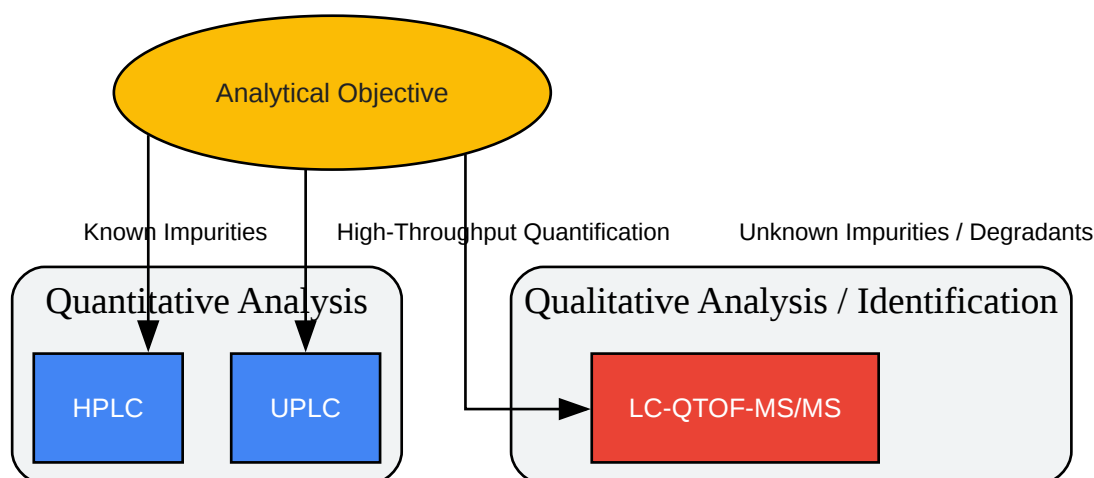 Analytical Objective
Known Impurities
High-Throughput Quantification
Unknown Impurities / Degradants
Quantitative Analysis
Qualitative Analysis / Identification
HPLC
UPLC
LC-QTOF-MS/MS